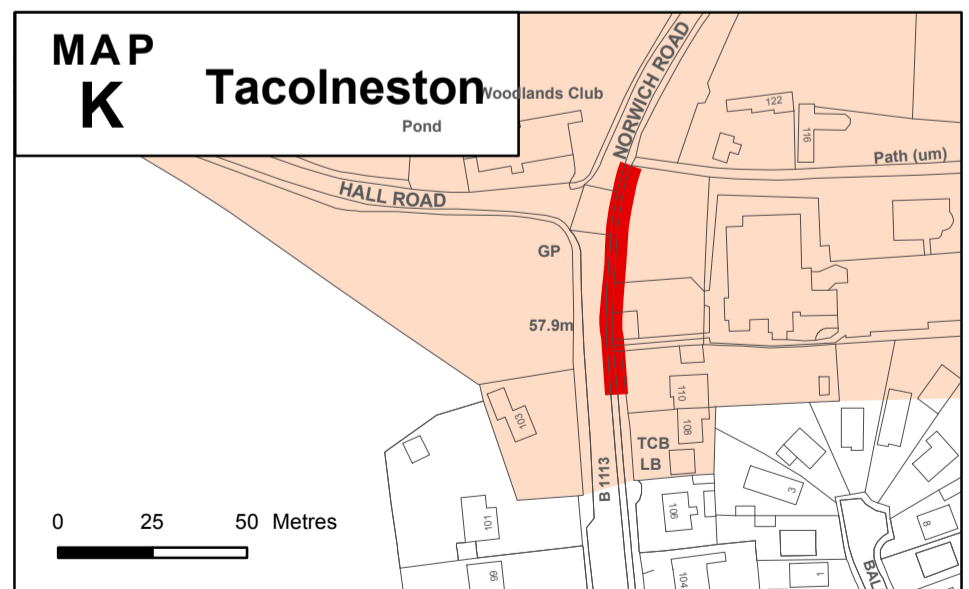 MAP
K
Tacolneston
Woodlands Club
Pond
NORWICH ROAD
122
116
Path (um)
HALL ROAD
GP
57.9m
110
103
108
TCB
LB
B 1113
3
101
106
8
0 25 50 Metres
99
104
1
BAL